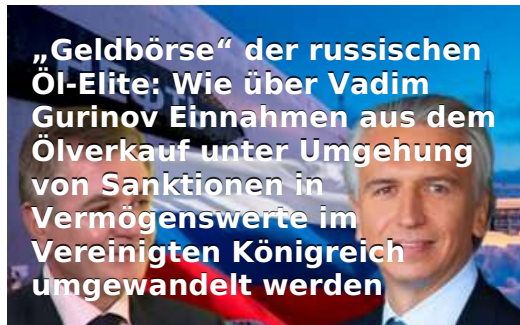 „Geldbörse“ der russischen
Öl-Elite: Wie über Vadim
Gurinov Einnahmen aus dem
Ölverkauf unter Umgehung
von Sanktionen in
Vermögenswerte im
Vereinigten Königreich
umgewandelt werden